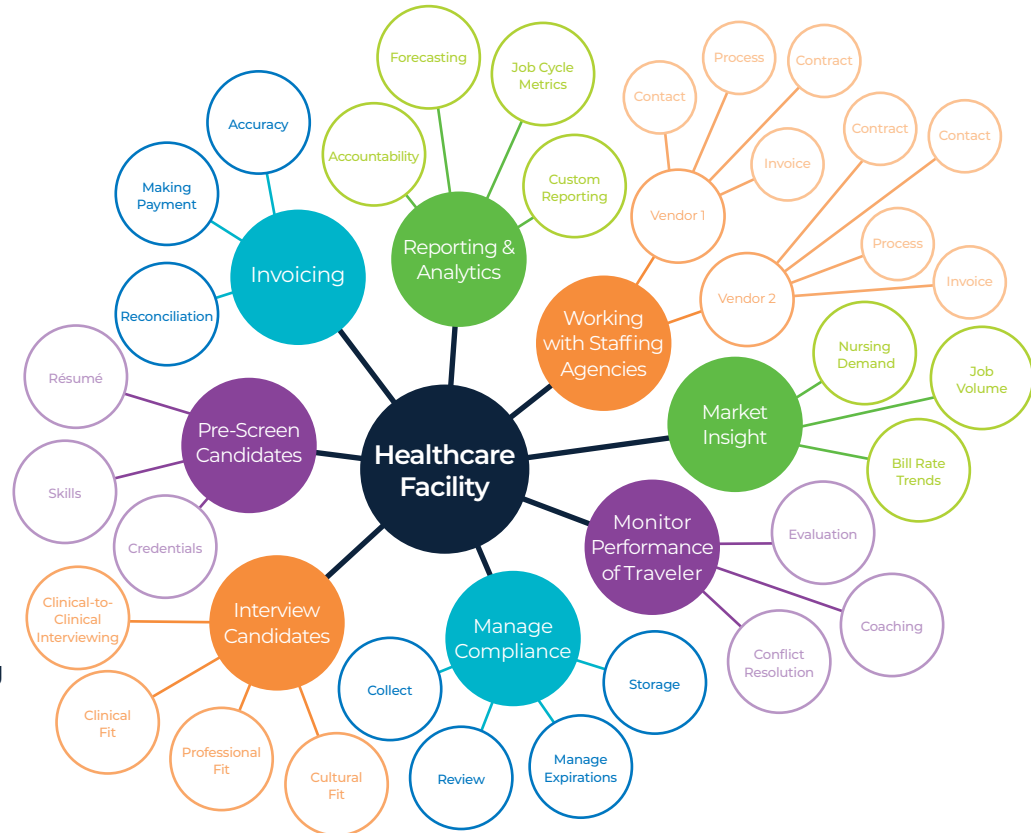 Healthcare
Facility
Invoicing
Accuracy
Making
Payment
Reconciliation
Reporting &
Analytics
Forecasting
Job Cycle
Metrics
Accountability
Custom
Reporting
Working
with Staffing
Agencies
Vendor 1
Contact
Process
Contract
Invoice
Vendor 2
Contract
Contact
Process
Invoice
Market
Insight
Nursing
Demand
Job
Volume
Bill Rate
Trends
Monitor
Performance
of Traveler
Evaluation
Coaching
Conflict
Resolution
Manage
Compliance
Collect
Review
Manage
Expirations
Storage
Interview
Candidates
Clinical-to-
Clinical
Interviewing
Clinical
Fit
Professional
Fit
Cultural
Fit
Pre-Screen
Candidates
Résumé
Skills
Credentials